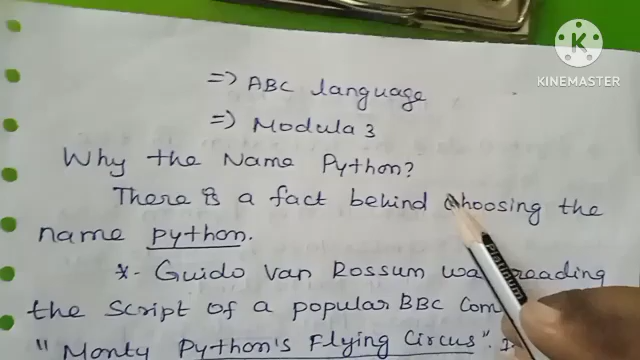 K
KINEMASTER
=> ABC language
=> Modula 3
Why the Name Python?
There is a fact behind choosing the
name python.
*- Guido Van Rossum was reading
the script of a popular BBC Com
"Monty Python's Flying Circus".